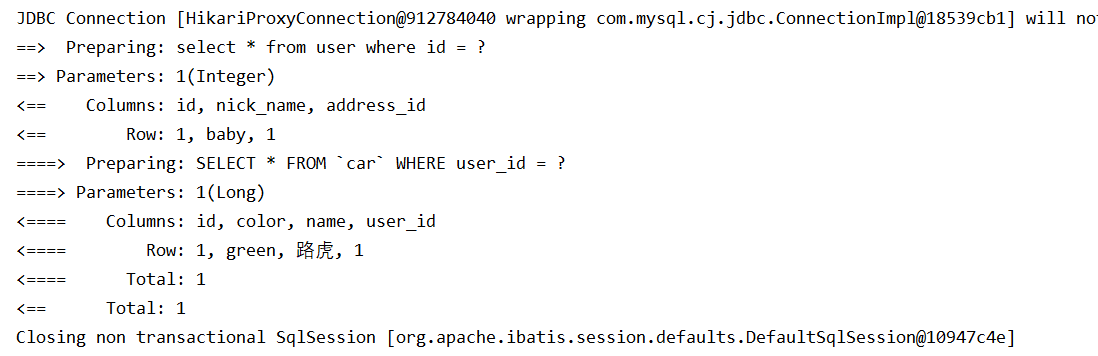 JDBC Connection [HikariProxyConnection@912784040 wrapping com.mysql.cj.jdbc.ConnectionImpl@18539cb1] will
==>  Preparing: select * from user where id = ?
==> Parameters: 1(Integer)
<==    Columns: id, nick_name, address_id
<==        Row: 1, baby, 1
====>  Preparing: SELECT * FROM `car` WHERE user_id = ?
====> Parameters: 1(Long)
<====    Columns: id, color, name, user_id
<====        Row: 1, green, 路虎, 1
<====      Total: 1
<==      Total: 1
Closing non transactional SqlSession [org.apache.ibatis.session.defaults.DefaultSqlSession@10947c4e]